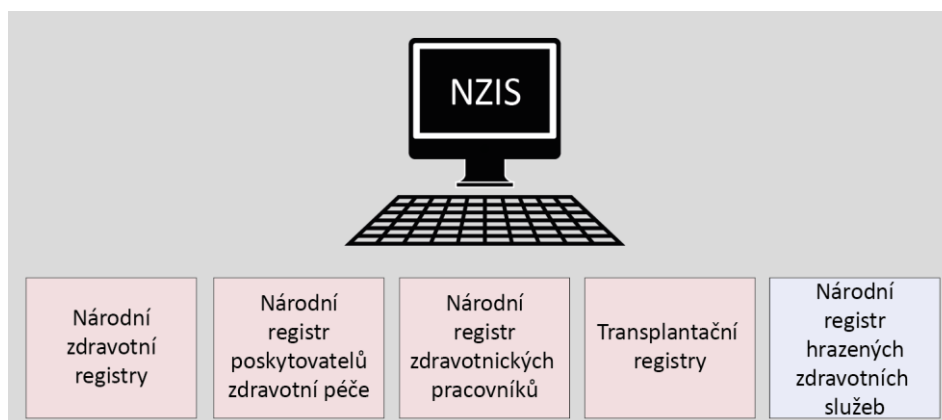 NZIS
Národní
zdravotní
registry
Národní
registr
poskytovatelů
zdravotní péče
Národní
registr
zdravotnických
pracovníků
Transplantační
registry
Národní
registr
hrazených
zdravotních
služeb